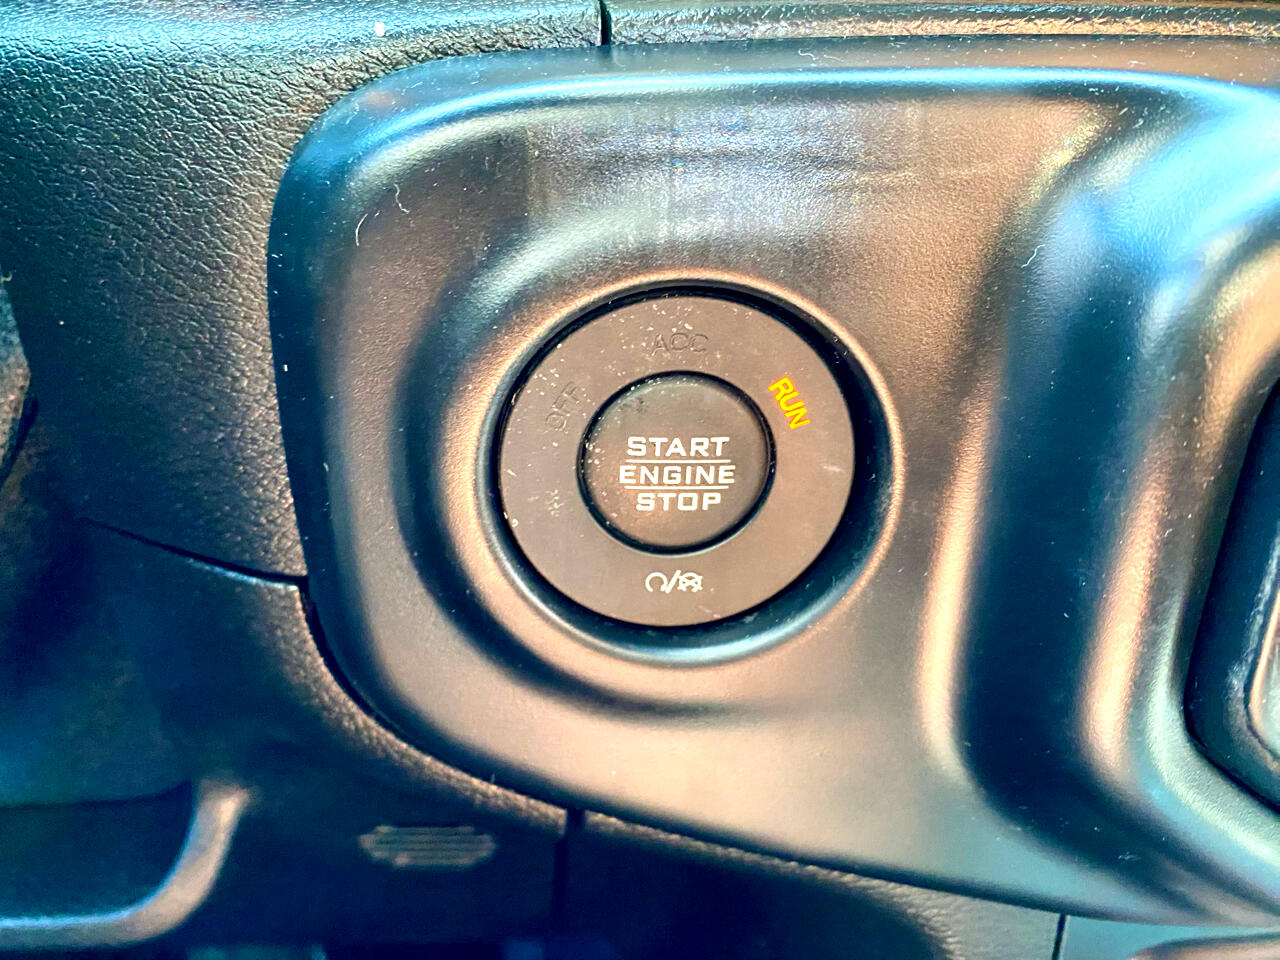 ACC
OFF
RUN
START
ENGINE
STOP